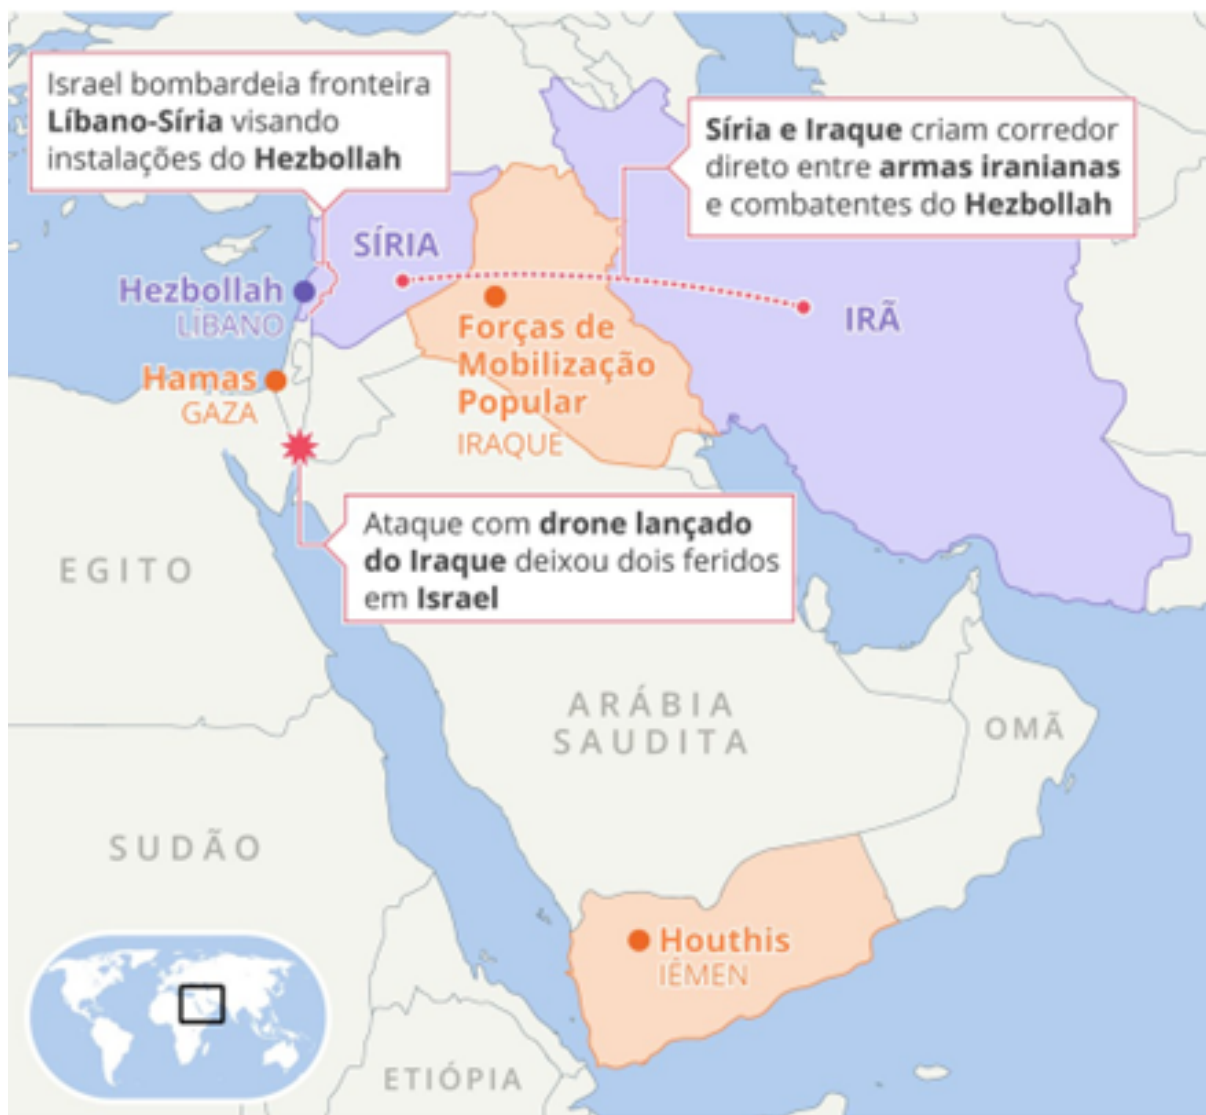 Israel bombardeia fronteira
Líbano-Síria visando
instalações do Hezbollah
Síria e Iraque criam corredor
direto entre armas iranianas
e combatentes do Hezbollah
SÍRIA
Hezbollah
LÍBANO
IRÃ
Forças de
Mobilização
Popular
IRAQUE
Hamas
GAZA
Ataque com drone lançado
do Iraque deixou dois feridos
em Israel
EGITO
ARÁBIA
SAUDITA
OMÃ
SUDÃO
Houthis
IÊMEN
ETIÓPIA